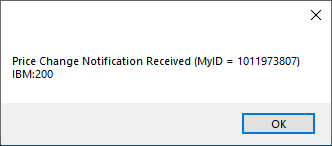 Price Change Notification Received (MyID = 1011973807)
IBM:200
OK